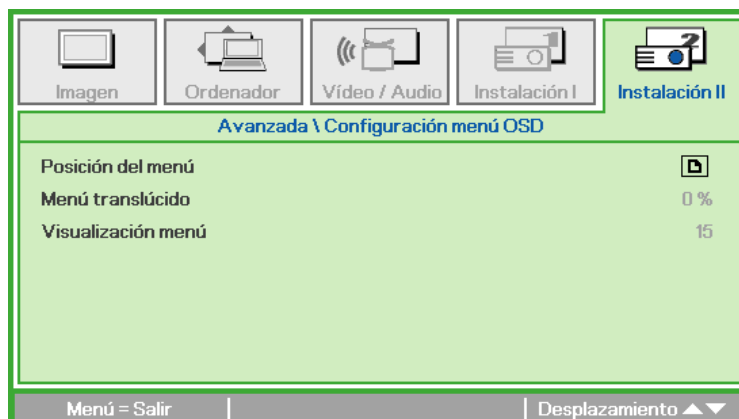 Imagen
Ordenador
Vídeo / Audio
Instalación I
2
Instalación II
Avanzada \ Configuración menú OSD
Posición del menú
Menú translúcido
0 %
Visualización menú
15
Menú = Salir
Desplazamiento ▲▼